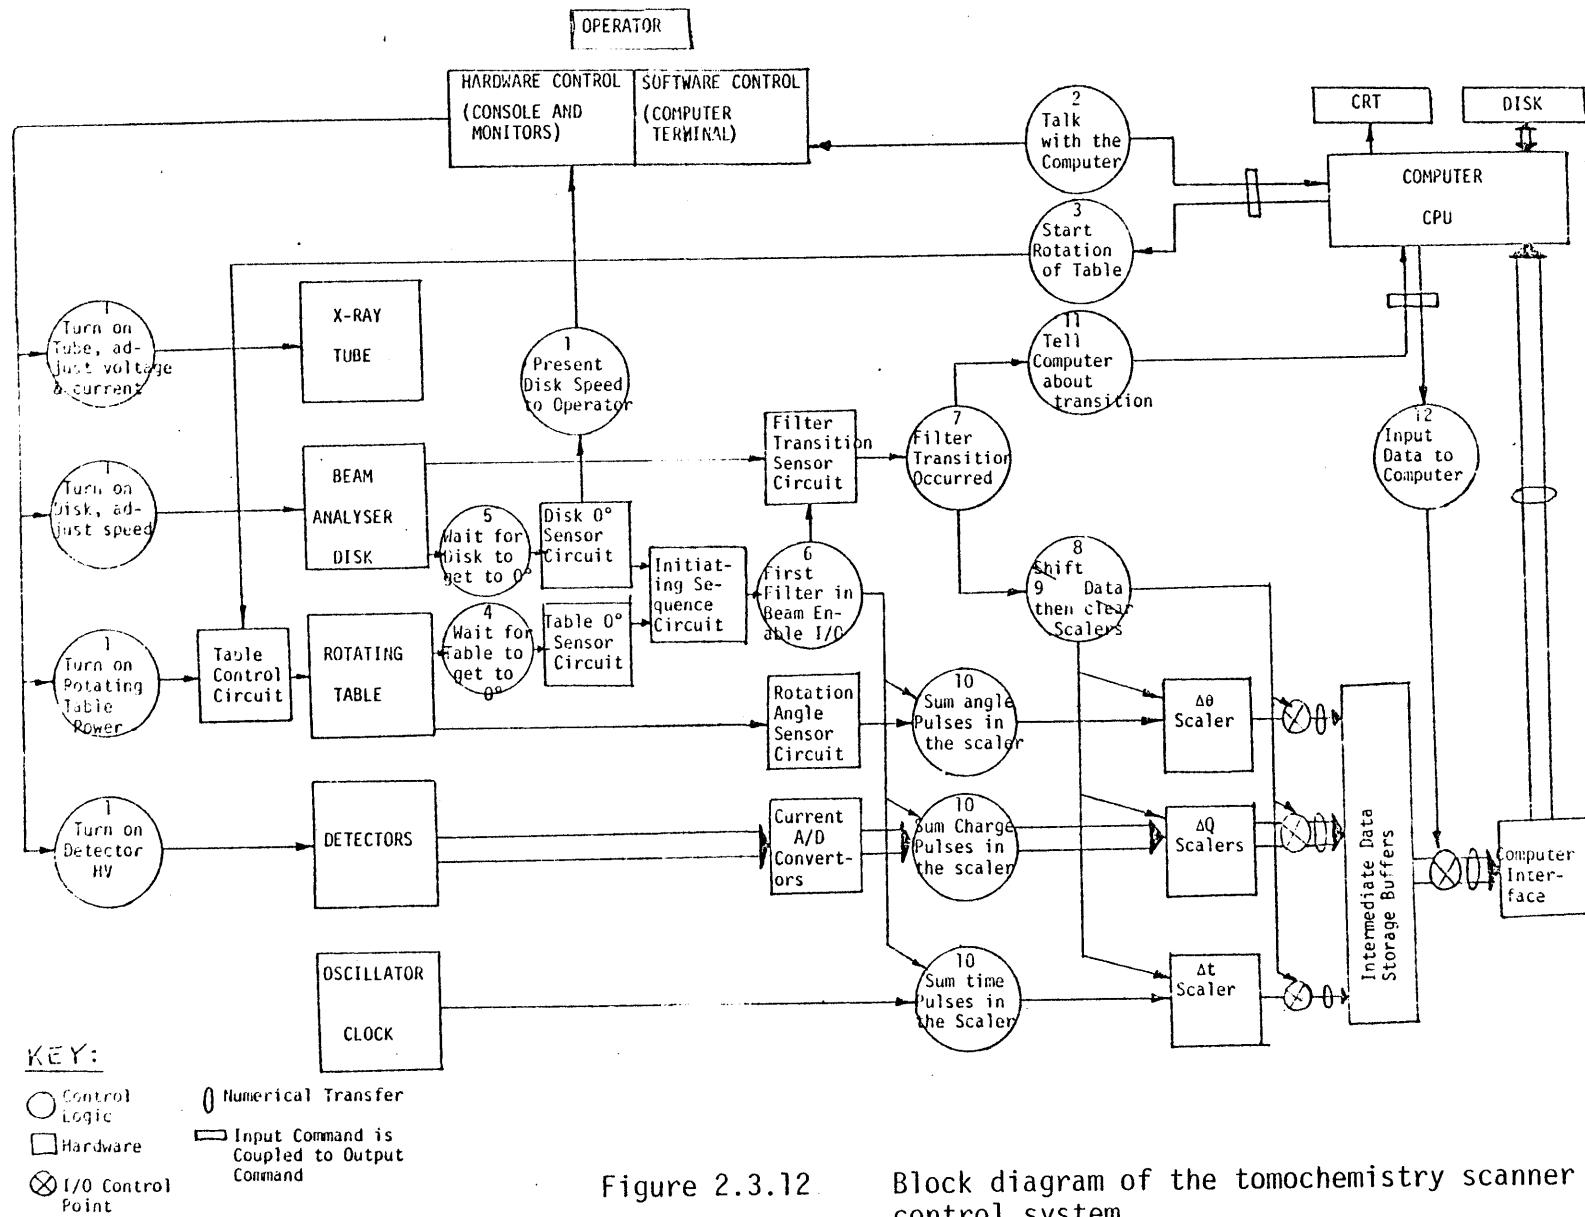 OPERATOR
HARDWARE CONTROL
(CONSOLE AND
MONITORS)
SOFTWARE CONTROL
(COMPUTER
TERMINAL)
2
Talk
with the
Computer
CRT
DISK
COMPUTER
CPU
3
Start
Rotation
of Table
1
Turn on
Tube, ad-
just voltage
& current
X-RAY
TUBE
1
Present
Disk Speed
to Operator
11
Tell
Computer
about
transition
12
Input
Data to
Computer
1
Turn on
Disk, ad-
just speed
BEAM
ANALYSER
DISK
5
Wait for
Disk to
get to 0°
Disk 0°
Sensor
Circuit
Filter
Transition
Sensor
Circuit
7
Filter
Transition
Occurred
Initiat-
ing Se-
quence
Circuit
6
First
Filter in
Beam En-
able I/O
8
Shift
9 Data
then clear
Scalers
1
Turn on
Rotating
Table
Power
Table
Control
Circuit
ROTATING
TABLE
4
Wait for
Table to
get to
0°
Table 0°
Sensor
Circuit
Rotation
Angle
Sensor
Circuit
10
Sum angle
Pulses in
the scaler
Δθ
Scaler
1
Turn on
Detector
HV
DETECTORS
Current
A/D
Convert-
ors
10
Sum Charge
Pulses in
the scaler
ΔQ
Scalers
Intermediate Data
Storage Buffers
Computer
Inter-
face
OSCILLATOR
CLOCK
10
Sum time
Pulses in
the Scaler
Δt
Scaler
KEY:
Control
Logic
Hardware
I/O Control
Point
Numerical Transfer
Input Command is
Coupled to Output
Command
Figure 2.3.12 Block diagram of the tomochemistry scanner
control system